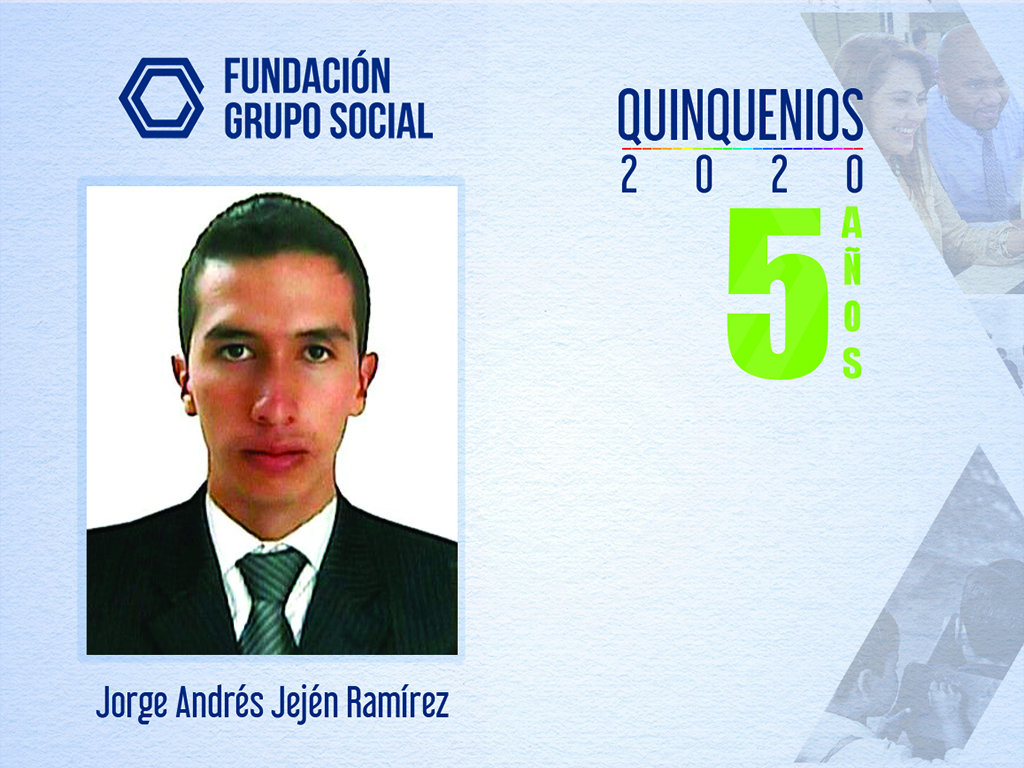 FUNDACIÓN
GRUPO SOCIAL
QUINQUENIOS
2020
5 AÑOS
Jorge Andrés Jején Ramírez